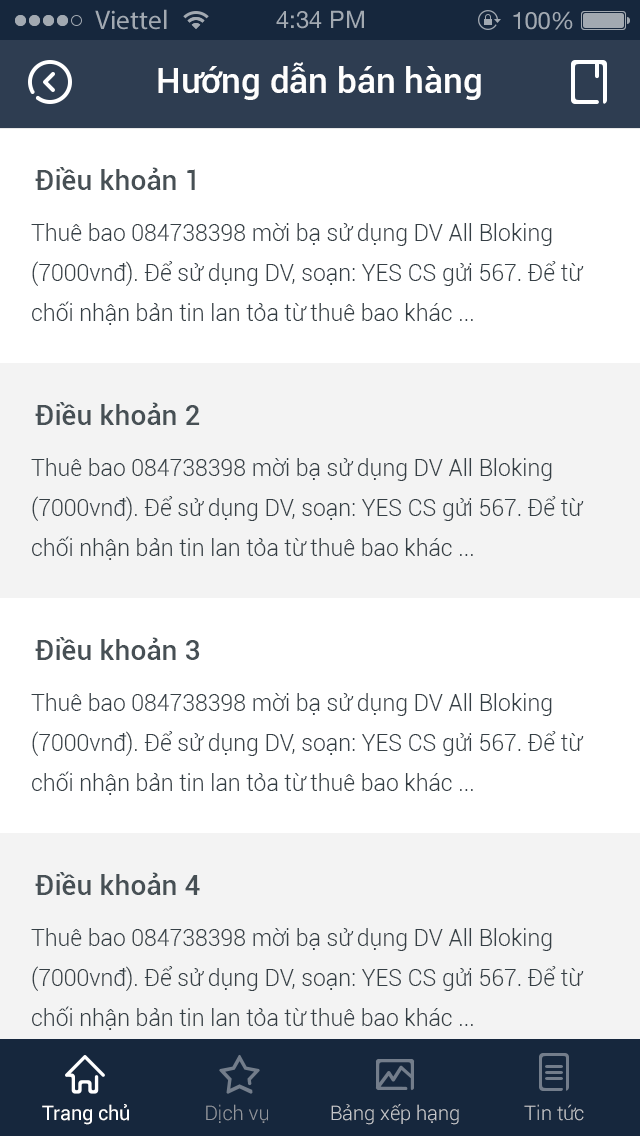 Viettel 4:34 PM 100%
Hướng dẫn bán hàng
Điều khoản 1
Thuê bao 084738398 mời bạ sử dụng DV All Bloking
(7000vnđ). Để sử dụng DV, soạn: YES CS gửi 567. Để từ
chối nhận bản tin lan tỏa từ thuê bao khác ...
Điều khoản 2
Thuê bao 084738398 mời bạ sử dụng DV All Bloking
(7000vnđ). Để sử dụng DV, soạn: YES CS gửi 567. Để từ
chối nhận bản tin lan tỏa từ thuê bao khác ...
Điều khoản 3
Thuê bao 084738398 mời bạ sử dụng DV All Bloking
(7000vnđ). Để sử dụng DV, soạn: YES CS gửi 567. Để từ
chối nhận bản tin lan tỏa từ thuê bao khác ...
Điều khoản 4
Thuê bao 084738398 mời bạ sử dụng DV All Bloking
(7000vnđ). Để sử dụng DV, soạn: YES CS gửi 567. Để từ
chối nhận bản tin lan tỏa từ thuê bao khác ...
Trang chủ Dịch vụ Bảng xếp hạng Tin tức